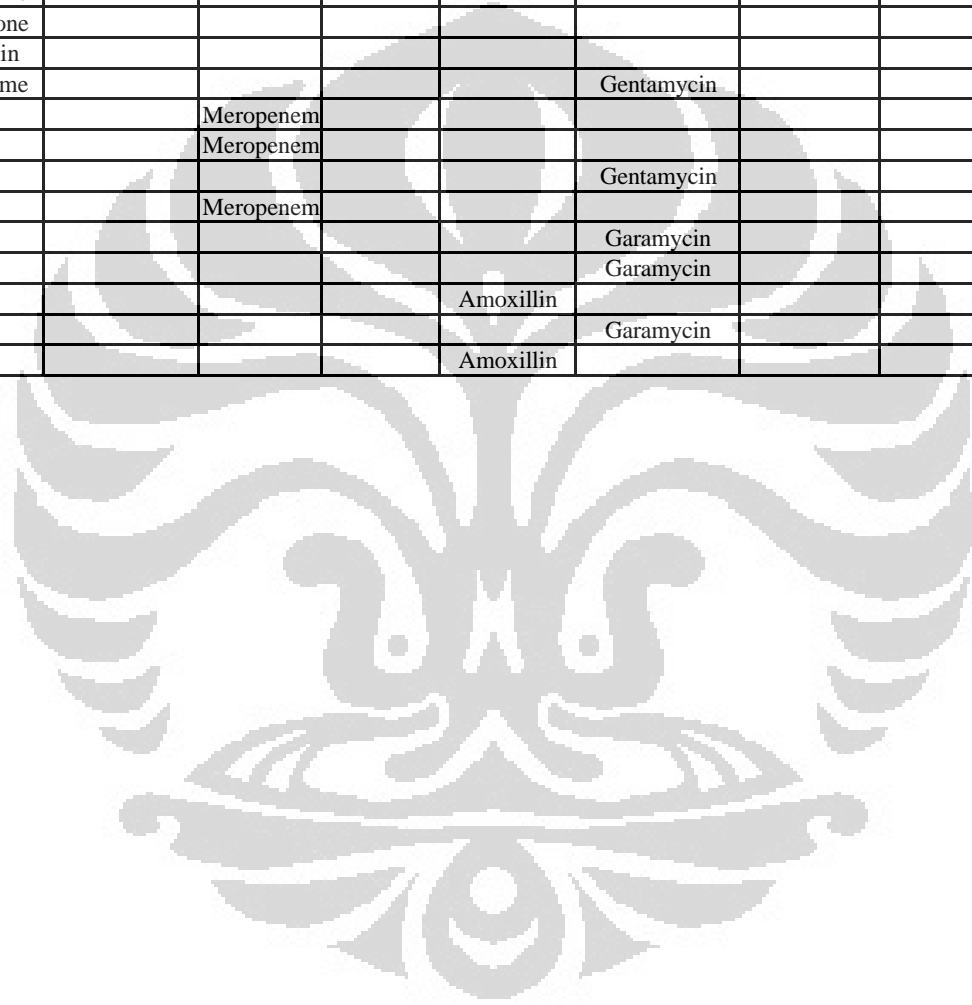 one
in
me Gentamycin
Meropenem
Meropenem
Gentamycin
Meropenem
Garamycin
Garamycin
Amoxillin
Garamycin
Amoxillin